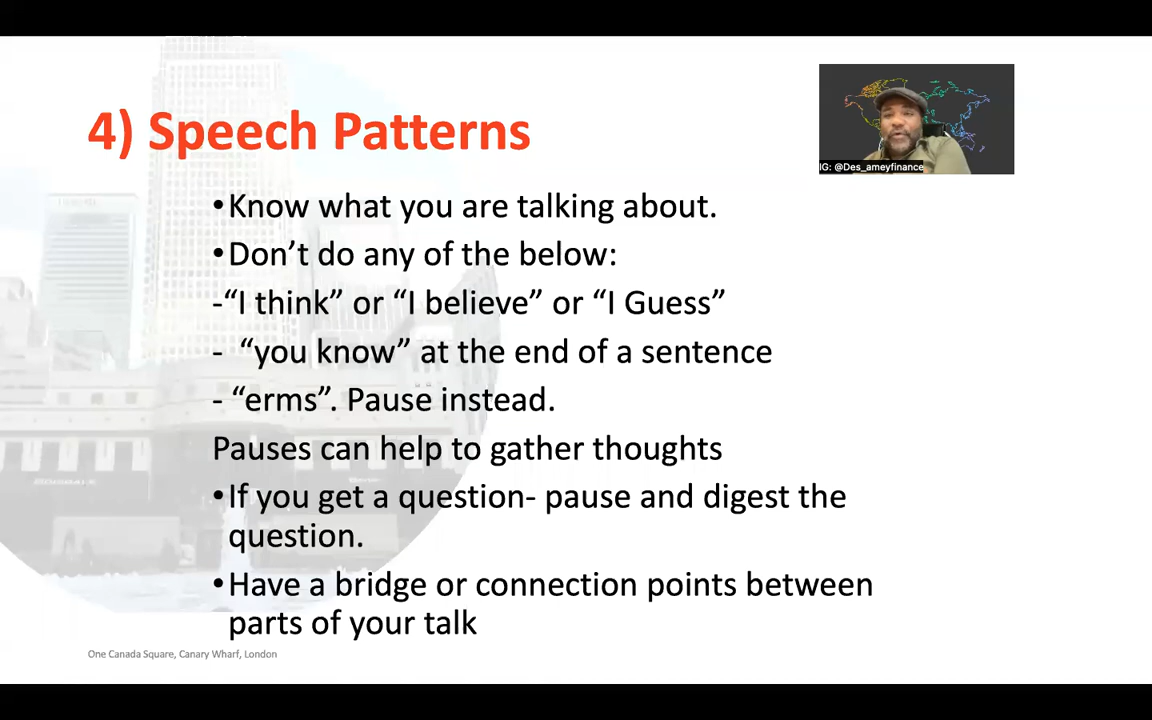 4) Speech Patterns
IG: @Des_ameyfinance
•Know what you are talking about.
•Don’t do any of the below:
-“I think” or “I believe” or “I Guess”
- “you know” at the end of a sentence
- “erms”. Pause instead.
Pauses can help to gather thoughts
•If you get a question- pause and digest the
question.
•Have a bridge or connection points between
parts of your talk
One Canada Square, Canary Wharf, London